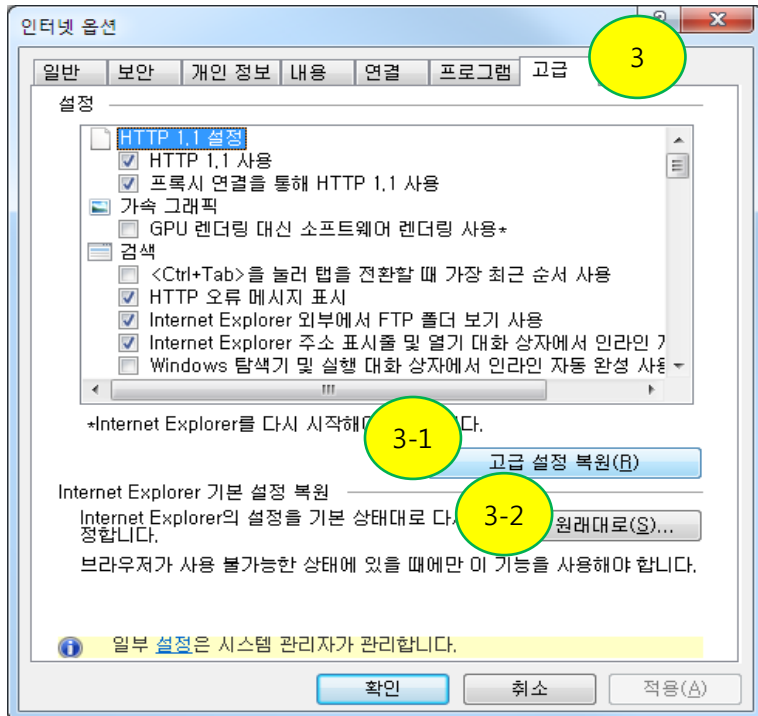 인터넷 옵션
일반 보안 개인 정보 내용 연결 프로그램 고급 3
설정
HTTP 1.1 설정
HTTP 1.1 사용
프록시 연결을 통해 HTTP 1.1 사용
가속 그래픽
GPU 렌더링 대신 소프트웨어 렌더링 사용*
검색
<Ctrl+Tab>을 눌러 탭을 전환할 때 가장 최근 순서 사용
HTTP 오류 메시지 표시
Internet Explorer 외부에서 FTP 폴더 보기 사용
Internet Explorer 주소 표시줄 및 열기 대화 상자에서 인라인
Windows 탐색기 및 실행 대화 상자에서 인라인 자동 완성
*Internet Explorer를 다시 3-1
고급 설정 복원(R)
Internet Explorer 기본 설정 복원
Internet Explorer의 설정을 기본 상태대로 3-2 원래대로(S)...
정합니다.
브라우저가 사용 불가능한 상태에 있을 때에만 이 기능을 사용해야 합니다.
일부 설정은 시스템 관리자가 관리합니다.
확인 취소 적용(A)